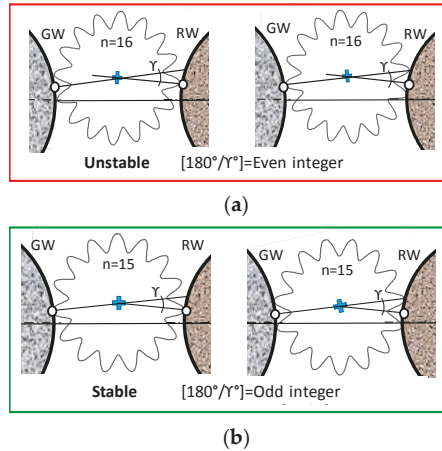 GW RW GW RW
n=16 n=16
ϒ ϒ
Unstable [180°/ϒ°]=Even integer
(a)
GW RW GW RW
n=15 n=15
ϒ ϒ
Stable [180°/ϒ°]=Odd integer
(b)